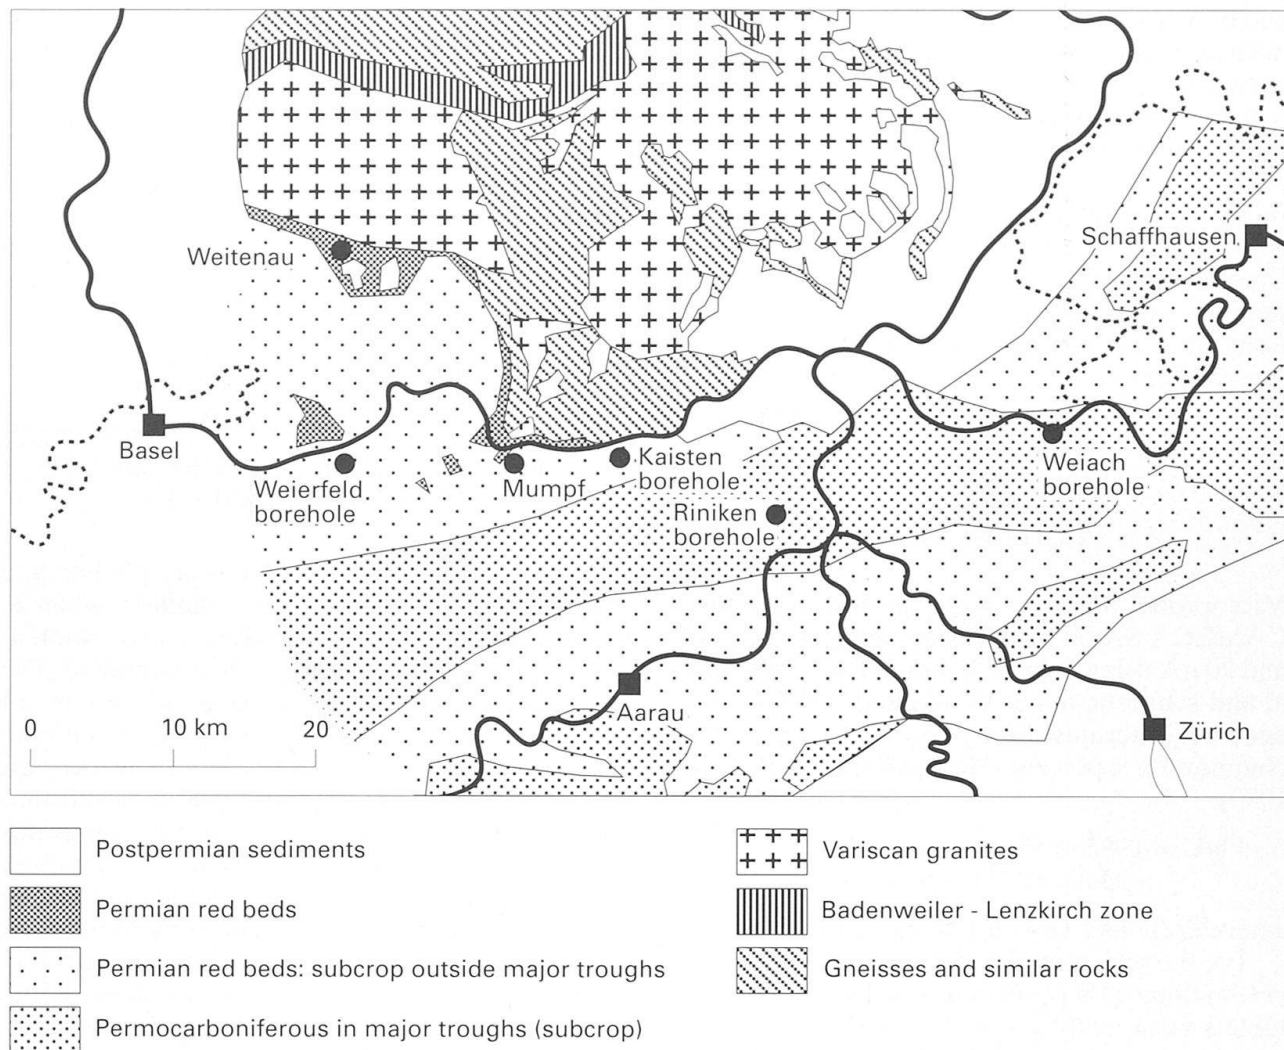 Schaffhausen
Weitenau
Basel
Weierfeld
borehole
Mumpf
Kaisten
borehole
Riniken
borehole
Weiach
borehole
Aarau
Zürich
0 10 km 20
Postpermian sediments
Permian red beds
Permian red beds: subcrop outside major troughs
Permocarboniferous in major troughs (subcrop)
Variscan granites
Badenweiler - Lenzkirch zone
Gneisses and similar rocks